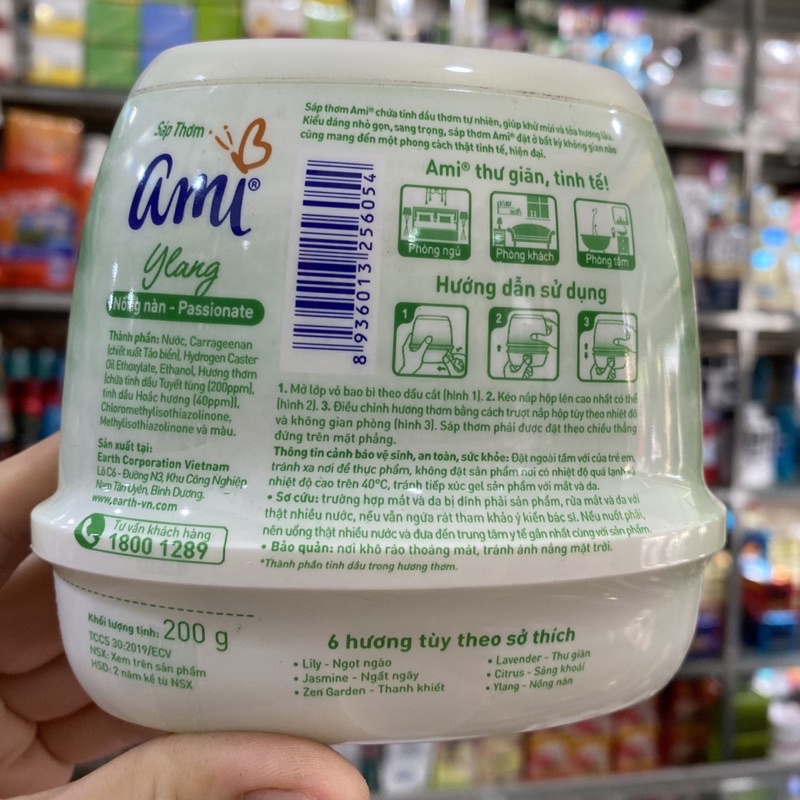 Sáp Thơm
ami®
Ylang
Nồng nàn - Passionate
Thành phần: Nước, Carrageenan
(chiết xuất Tảo biển), Hydrogen Caster
Oil Ethoxylate, Ethanol, Hương thơm
(chứa tinh dầu Tuyết tùng (200ppm),
tinh dầu Hoắc hương (40ppm)),
Chloromethylisothiazolinone,
Methylisothiazolinone và màu.
Sản xuất tại:
Earth Corporation Vietnam
Lô C6 - Đường N3, Khu Công Nghiệp
Nam Tân Uyên, Bình Dương.
www.earth-vn.com
Tư vấn khách hàng
1800 1289
8 936013 256054
Sáp thơm Ami® chứa tinh dầu thơm tự nhiên, giúp khử mùi và tỏa hương lâu.
Kiểu dáng nhỏ gọn, sang trọng, sáp thơm Ami® đặt ở bất kỳ không gian nào
cũng mang đến một phong cách thật tinh tế, hiện đại.
Ami® thư giãn, tinh tế!
Phòng ngủ
Phòng khách
Phòng tắm
Hướng dẫn sử dụng
1
2
3
1. Mở lớp vỏ bao bì theo dấu cắt (hình 1). 2. Kéo nắp hộp lên cao nhất có thể
(hình 2). 3. Điều chỉnh hương thơm bằng cách trượt nắp hộp tùy theo nhiệt độ
và không gian phòng (hình 3). Sáp thơm phải được đặt theo chiều thẳng
đứng trên mặt phẳng.
Thông tin cảnh báo vệ sinh, an toàn, sức khỏe: Đặt ngoài tầm với của trẻ em,
tránh xa nơi để thực phẩm, không đặt sản phẩm nơi có nhiệt độ quá lạnh và
nhiệt độ cao trên 40°C, tránh tiếp xúc gel sản phẩm với mắt và da.
• Sơ cứu: trường hợp mắt và da bị dính phải sản phẩm, rửa mắt và da với
thật nhiều nước, nếu vẫn ngứa rát tham khảo ý kiến bác sĩ. Nếu nuốt phải,
nên uống thật nhiều nước và đưa đến trung tâm y tế gần nhất cùng với sản phẩm.
• Bảo quản: nơi khô ráo thoáng mát, tránh ánh nắng mặt trời.
*Thành phần tinh dầu trong hương thơm.
Khối lượng tịnh: 200 g
TCCS 30:2019/ECV
NSX: Xem trên sản phẩm
HSD: 2 năm kể từ NSX
6 hương tùy theo sở thích
• Lily - Ngọt ngào
• Jasmine - Ngất ngây
• Zen Garden - Thanh khiết
• Lavender - Thư giãn
• Citrus - Sảng khoái
• Ylang - Nồng nàn